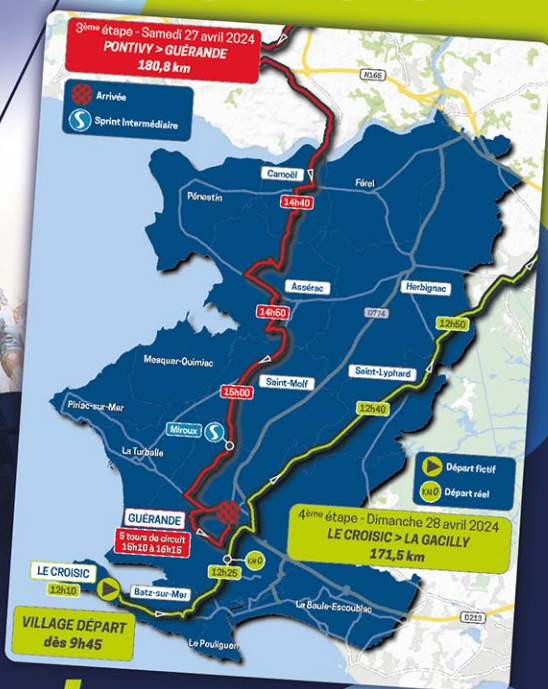 3ème étape - Samedi 27 avril 2024
PONTIVY > GUÉRANDE
180,8 km
N165
Arrivée
Sprint Intermédiaire
Camoël
Férel
Pénestin
14h40
Assérac
Herbignac
14h50
D774
12h50
Mesquer-Quimiac
Saint-Molf
Saint-Lyphard
15h00
Piriac-sur-Mer
12h40
Miroux
La Turballe
Départ fictif
KM0 Départ réel
GUÉRANDE
5 tours de circuit
15h10 à 16h15
4ème étape - Dimanche 28 avril 2024
LE CROISIC > LA GACILLY
171,5 km
KM0
LE CROISIC
12h10
12h25
Batz-sur-Mer
La Baule-Escoublac
D213
VILLAGE DÉPART
dès 9h45
Le Pouliguen